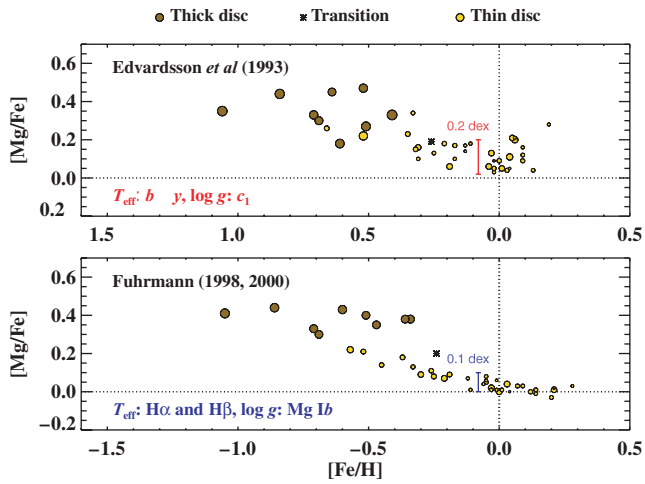 Thick disc Transition Thin disc
Edvardsson et al (1993)
0.6
0.4
0.2
0.0
0.2
[Mg/Fe]
0.2 dex
Teff: b y, log g: c1
1.5 1.0 0.5 0.0 0.5
Fuhrmann (1998, 2000)
0.6
0.4
0.2
0.0
−0.2
[Mg/Fe]
0.1 dex
Teff: Hα and Hβ, log g: Mg Ib
−1.5 −1.0 −0.5 0.0 0.5
[Fe/H]